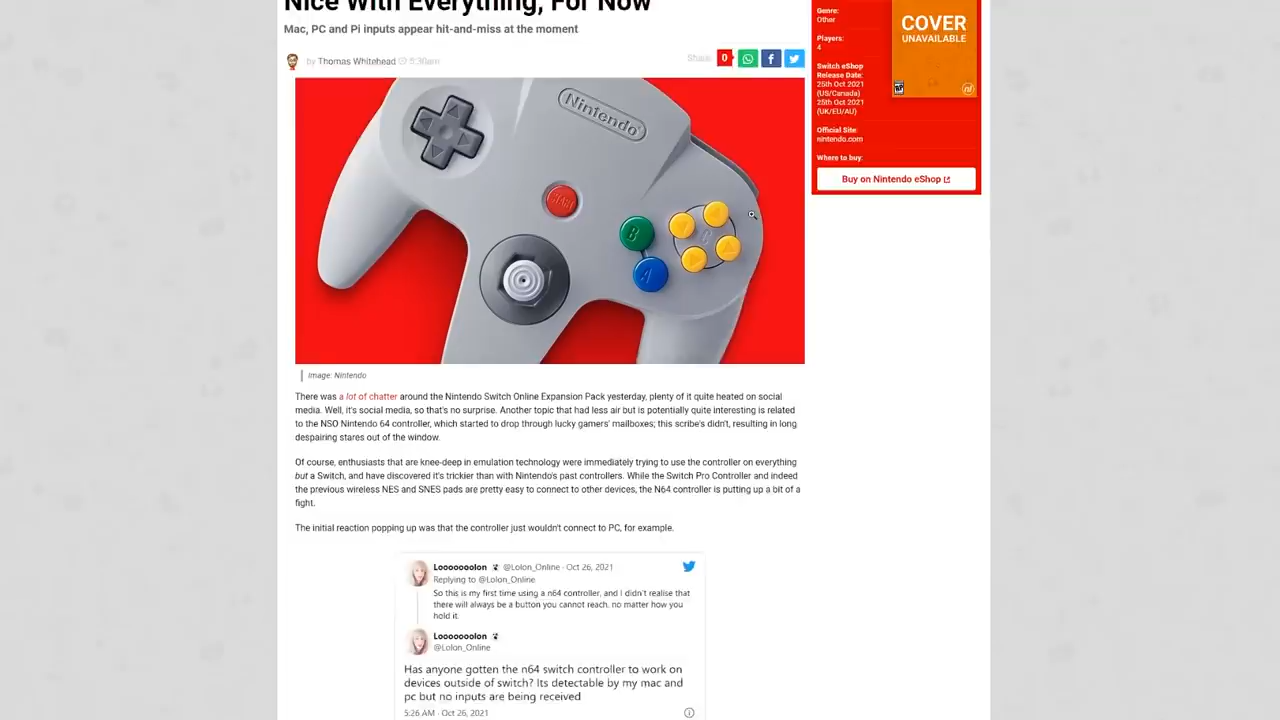 Nice With Everything, For Now
Mac, PC and Pi inputs appear hit-and-miss at the moment
by Thomas Whitehead 5:30am
Share:
0
Nintendo
START
B
A
C
Image: Nintendo
There was a lot of chatter around the Nintendo Switch Online Expansion Pack yesterday, plenty of it quite heated on social
media. Well, it's social media, so that's no surprise. Another topic that had less air but is potentially quite interesting is related
to the NSO Nintendo 64 controller, which started to drop through lucky gamers' mailboxes; this scribe's didn't, resulting in long
despairing stares out of the window.
Of course, enthusiasts that are knee-deep in emulation technology were immediately trying to use the controller on everything
but a Switch, and have discovered it's trickier than with Nintendo's past controllers. While the Switch Pro Controller and indeed
the previous wireless NES and SNES pads are pretty easy to connect to other devices, the N64 controller is putting up a bit of a
fight.
The initial reaction popping up was that the controller just wouldn't connect to PC, for example.
Looooooolon @Lolon_Online · Oct 26, 2021
Replying to @Lolon_Online
So this is my first time using a n64 controller, and I didn't realise that
there will always be a button you cannot reach, no matter how you
hold it.
Looooooolon
@Lolon_Online
Has anyone gotten the n64 switch controller to work on
devices outside of switch? Its detectable by my mac and
pc but no inputs are being received
5:26 AM · Oct 26, 2021
Genre:
Other
Players:
4
Switch eShop
Release Date:
25th Oct 2021
(US/Canada)
25th Oct 2021
(UK/EU/AU)
Official Site:
nintendo.com
Where to buy:
Buy on Nintendo eShop
COVER
UNAVAILABLE